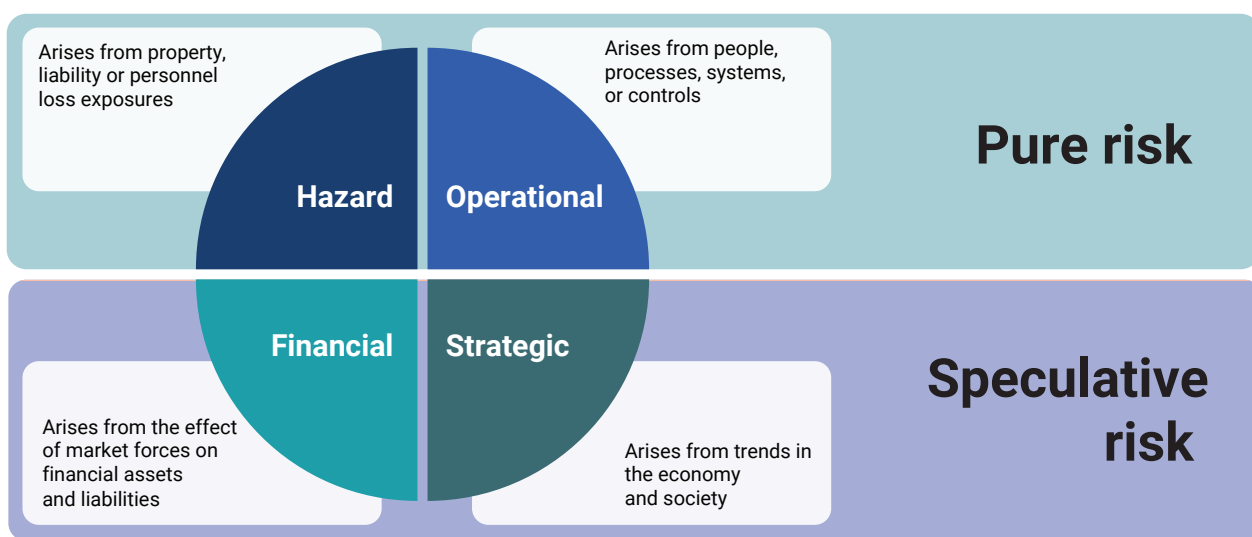 Arises from property,
liability or personnel
loss exposures
Arises from people,
processes, systems,
or controls
Pure risk
Hazard
Operational
Financial
Strategic
Speculative
risk
Arises from the effect
of market forces on
financial assets
and liabilities
Arises from trends in
the economy
and society